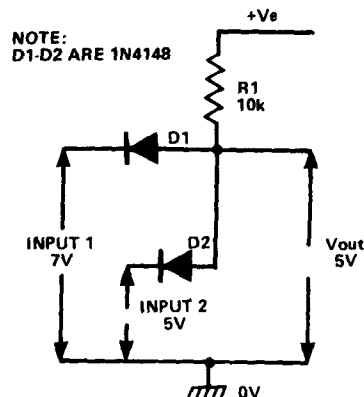 +Ve
NOTE:
D1-D2 ARE 1N4148
R1
10k
D1
INPUT 1
7V
D2
INPUT 2
5V
Vout
5V
0V